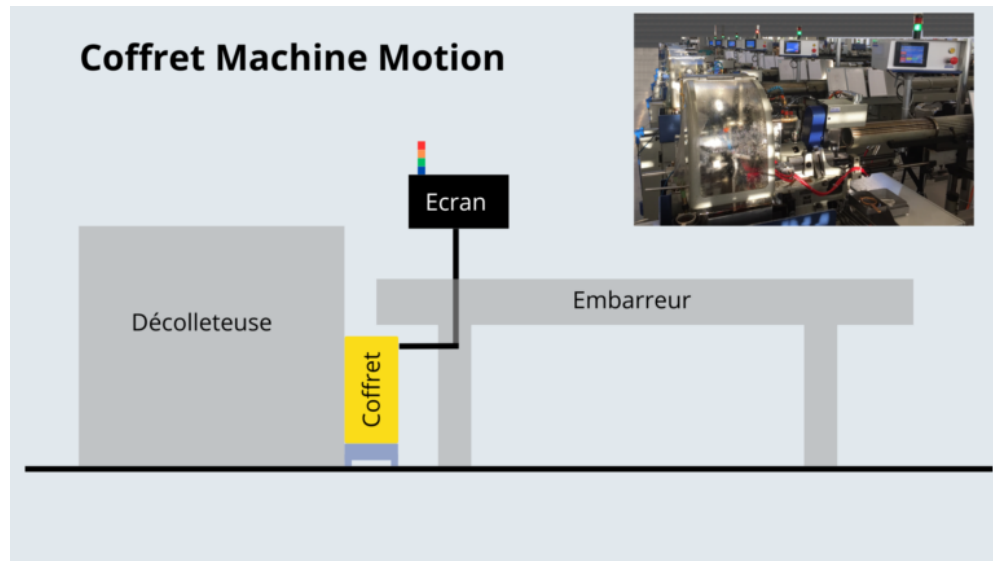 Coffret Machine Motion
Ecran
Embarreur
Décolleteuse
Coffret